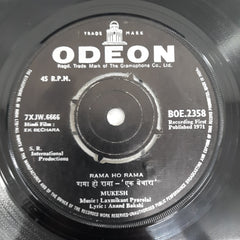 TRADE MARK
ODEON
Regd. Trade Mark of The Gramophone Co., Ltd.
45 R.P.M.
7XJW.6666
Hindi Film :
EK BECHARA
BOE.2358
Recording First
Published 1971
S. R.
International
Productions
RAMA HO RAMA
रामा हो रामा - 'एक बेचारा'
MUKESH
Music: Laxmikant Pyarelal
Lyric: Anand Bakshi